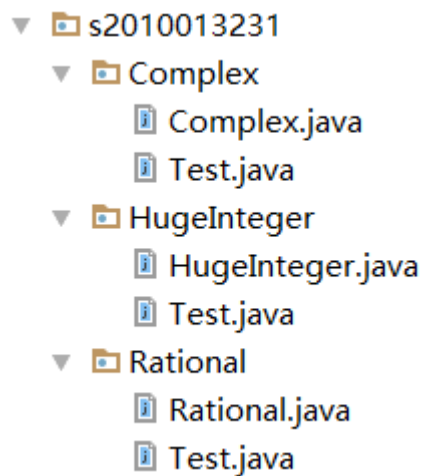 s2010013231
Complex
Complex.java
Test.java
HugeInteger
HugeInteger.java
Test.java
Rational
Rational.java
Test.java